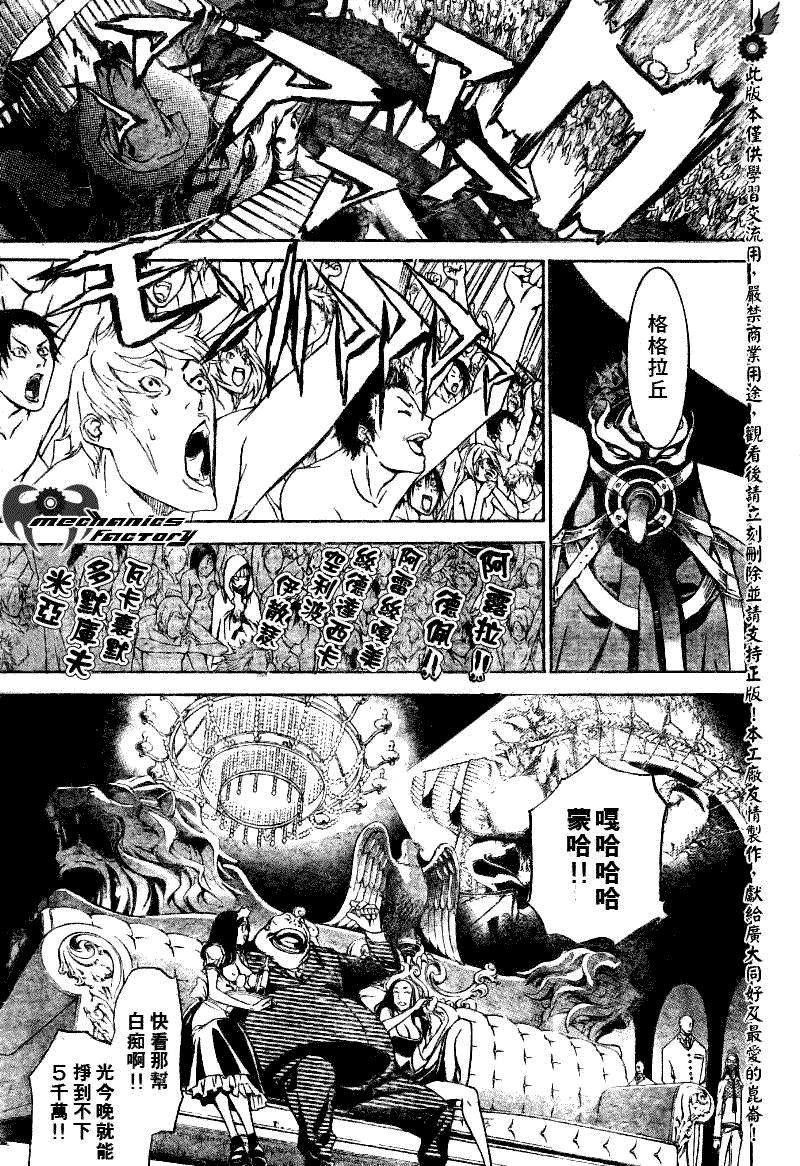 此版本僅供學習交流用，嚴禁商業用途，觀看後請立刻刪除並請支持正版！本工廠友情製作，獻給廣大同好及最愛的崑崙！
格格拉丘
Mechanics
Factory
阿露拉!!
德佩!!
阿雷絲嘎美
絲德達西卡
空利波
伊散瑟
瓦卡裏默
多默庫夫
米亞
嘎哈哈哈
蒙哈!!
快看那幫
白痴啊!!
光今晚就能
掙到不下
5千萬!!